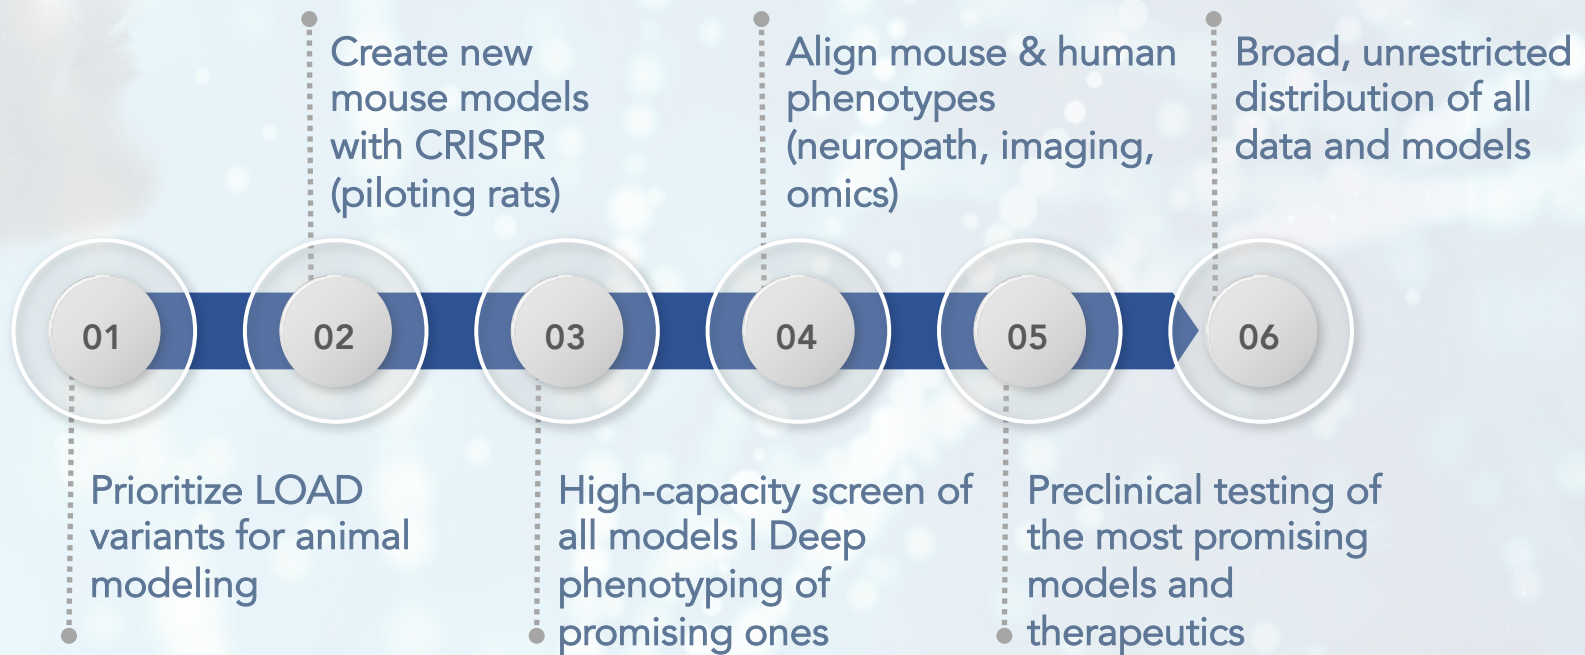 Create new
mouse models
with CRISPR
(piloting rats)
Align mouse & human
phenotypes
(neuropath, imaging,
omics)
Broad, unrestricted
distribution of all
data and models
01
02
03
04
05
06
Prioritize LOAD
variants for animal
modeling
High-capacity screen of
all models | Deep
phenotyping of
promising ones
Preclinical testing of
the most promising
models and
therapeutics